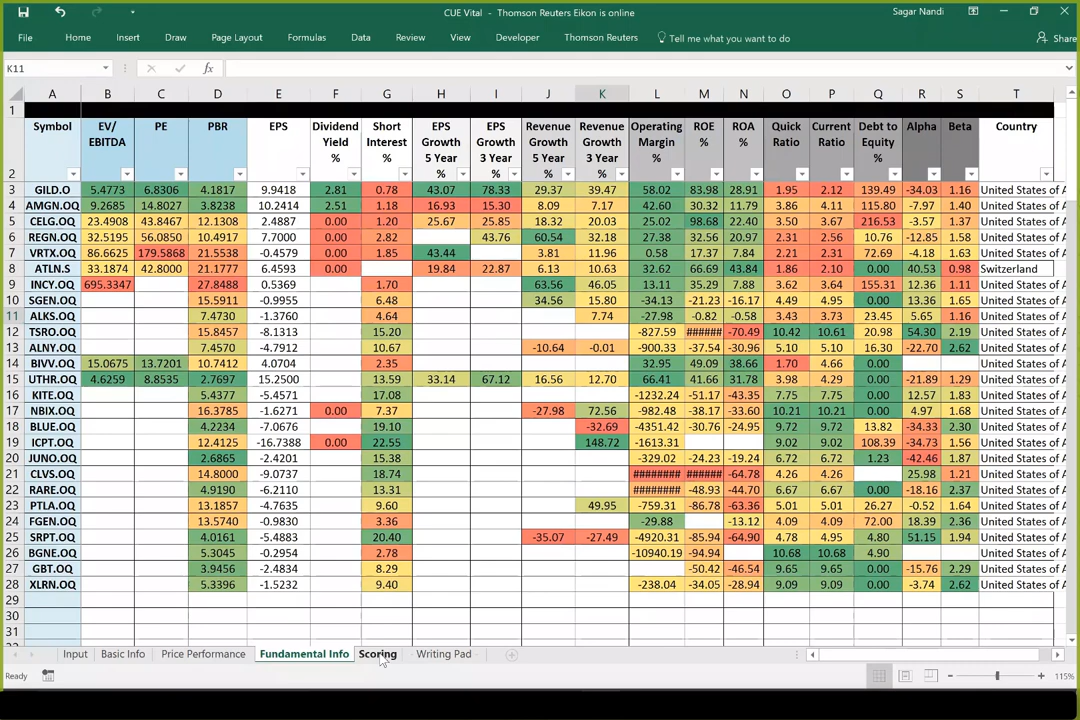 CUE Vital - Thomson Reuters Eikon is online
Sagar Nandi
File Home Insert Draw Page Layout Formulas Data Review View Developer Thomson Reuters Tell me what you want to do Share
K11 fx
A B C D E F G H I J K L M N O P Q R S T
1
2 Symbol EV/ EBITDA PE PBR EPS Dividend Yield % Short Interest % EPS Growth 5 Year % EPS Growth 3 Year % Revenue Growth 5 Year % Revenue Growth 3 Year % Operating Margin % ROE % ROA % Quick Ratio Current Ratio Debt to Equity % Alpha Beta Country
3 GILD.O 5.4773 6.8306 4.1817 9.9418 2.81 0.78 43.07 78.33 29.37 39.47 58.02 83.98 28.91 1.95 2.12 139.49 -34.03 1.16 United States of A
4 AMGN.OQ 9.2685 14.8027 3.8238 10.2414 2.51 1.18 16.93 15.30 8.09 7.17 42.60 30.32 11.79 3.86 4.11 115.80 -7.97 1.40 United States of A
5 CELG.OQ 23.4908 43.8467 12.1308 2.4887 0.00 1.20 25.67 25.85 18.32 20.03 25.02 98.68 22.40 3.50 3.67 216.53 -3.57 1.37 United States of A
6 REGN.OQ 32.5195 56.0850 10.4917 7.7000 0.00 2.82 43.76 60.54 32.18 27.38 32.56 20.97 2.31 2.56 10.76 -12.85 1.58 United States of A
7 VRTX.OQ 86.6625 179.5868 21.5538 -0.4579 0.00 1.85 43.44 3.81 11.96 0.58 17.37 7.84 2.21 2.31 72.69 -4.18 1.63 United States of A
8 ATLN.S 33.1874 42.8000 21.1777 6.4593 0.00 19.84 22.87 6.13 10.63 32.62 66.69 43.84 1.86 2.10 0.00 40.53 0.98 Switzerland
9 INCY.OQ 695.3347 27.8488 0.5369 1.70 63.56 46.05 13.11 35.29 7.88 3.62 3.64 155.31 12.36 1.11 United States of A
10 SGEN.OQ 15.5911 -0.9955 6.48 34.56 15.80 -34.13 -21.23 -16.17 4.49 4.95 0.00 13.36 1.65 United States of A
11 ALKS.OQ 7.4730 -1.3760 4.64 7.74 -27.98 -0.82 -0.58 3.43 3.73 23.45 5.65 1.16 United States of A
12 TSRO.OQ 15.8457 -8.1313 15.20 -827.59 ###### -70.49 10.42 10.61 20.98 54.30 2.19 United States of A
13 ALNY.OQ 7.4570 -4.7912 10.67 -10.64 -0.01 -900.33 -37.54 -30.96 5.10 5.10 16.30 -22.70 2.62 United States of A
14 BIVV.OQ 15.0675 13.7201 10.7412 4.0704 2.35 32.95 49.09 38.66 1.70 4.66 0.00 United States of A
15 UTHR.OQ 4.6259 8.8535 2.7697 15.2500 13.59 33.14 67.12 16.56 12.70 66.41 41.66 31.78 3.98 4.29 0.00 -21.89 1.29 United States of A
16 KITE.OQ 5.4377 -5.4571 17.08 -1232.24 -51.17 -43.35 7.75 7.75 0.00 12.57 1.83 United States of A
17 NBIX.OQ 16.3785 -1.6271 0.00 7.37 -27.98 72.56 -982.48 -38.17 -33.60 10.21 10.21 0.00 4.97 1.68 United States of A
18 BLUE.OQ 4.2234 -7.0676 19.10 -32.69 -4351.42 -30.76 -24.95 9.72 9.72 13.82 -34.33 2.30 United States of A
19 ICPT.OQ 12.4125 -16.7388 0.00 22.55 148.72 -1613.31 9.02 9.02 108.39 -34.73 1.56 United States of A
20 JUNO.OQ 2.6865 -2.4201 15.38 -329.02 -24.23 -19.24 6.72 6.72 1.23 -42.46 1.87 United States of A
21 CLVS.OQ 14.8000 -9.0737 18.74 ######## ###### -64.78 4.26 4.26 25.98 1.21 United States of A
22 RARE.OQ 4.9190 -6.2110 13.31 ######## -48.93 -44.70 6.67 6.67 0.00 -18.16 2.37 United States of A
23 PTLA.OQ 13.1857 -4.7635 9.60 49.95 -759.31 -86.78 -63.36 5.01 5.01 26.27 -0.52 1.64 United States of A
24 FGEN.OQ 13.5740 -0.9830 3.36 -29.88 -13.12 4.09 4.09 72.00 18.39 2.36 United States of A
25 SRPT.OQ 4.0161 -5.4883 20.40 -35.07 -27.49 -4920.31 -85.94 -64.90 4.78 4.95 4.80 51.15 1.94 United States of A
26 BGNE.OQ 5.3045 -0.2954 2.78 -10940.19 -94.94 10.68 10.68 4.90 United States of A
27 GBT.OQ 3.9456 -2.4834 8.29 -50.42 -46.54 9.65 9.65 0.00 -15.76 2.29 United States of A
28 XLRN.OQ 5.3396 -1.5232 9.40 -238.04 -34.05 -28.94 9.09 9.09 0.00 -3.74 2.62 United States of A
29
30
31
Input Basic Info Price Performance Fundamental Info Scoring Writing Pad
Ready 115%